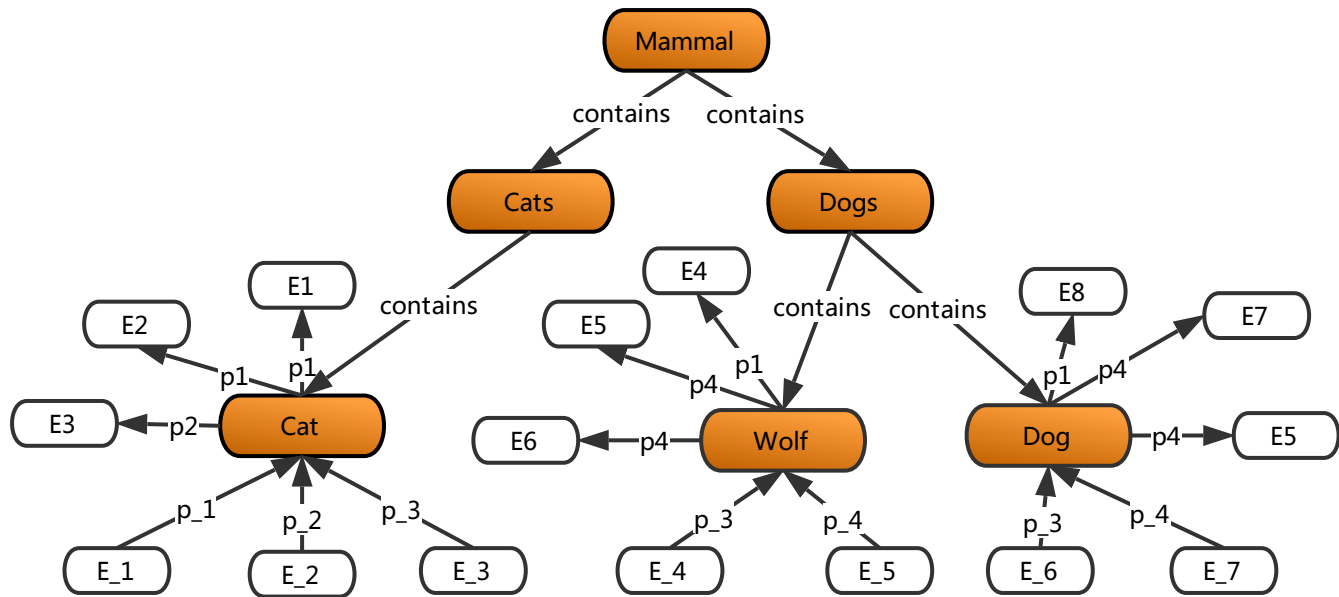 Mammal
contains
contains
Cats
Dogs
E1
E2
E3
contains
p1
p1
p2
Cat
p_1
p_2
p_3
E_1
E_2
E_3
E4
E5
E6
contains
p1
p4
p4
Wolf
p_3
p_4
E_4
E_5
contains
E8
E7
E5
p1
p4
p4
Dog
p_3
p_4
E_6
E_7